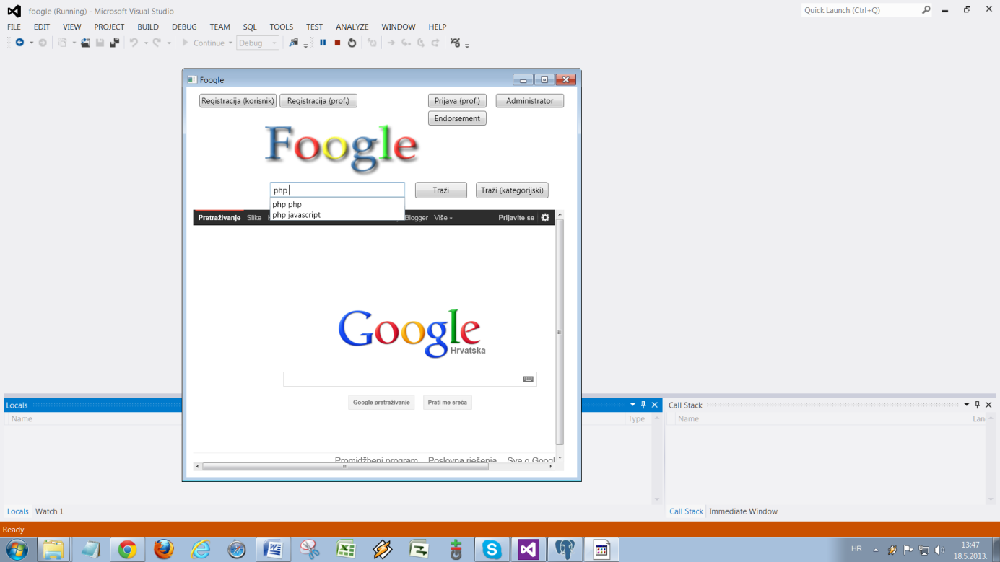 foogle (Running) - Microsoft Visual Studio
Quick Launch (Ctrl+Q)
FILE EDIT VIEW PROJECT BUILD DEBUG TEAM SQL TOOLS TEST ANALYZE WINDOW HELP
Continue Debug
Foogle
Registracija (korisnik) Registracija (prof.) Prijava (prof.) Administrator
Endorsement
Foogle
php Traži Traži (kategorijski)
php php
php javascript
Pretraživanje Slike Blogger Više Prijavite se
Google
Hrvatska
Google pretraživanje Prati me sreća
Promidžbeni program Poslovna rješenja Sve o Googl
Locals Call Stack
Name Type Name Lan
Locals Watch 1 Call Stack Immediate Window
Ready
HR 13:47
18.5.2013.